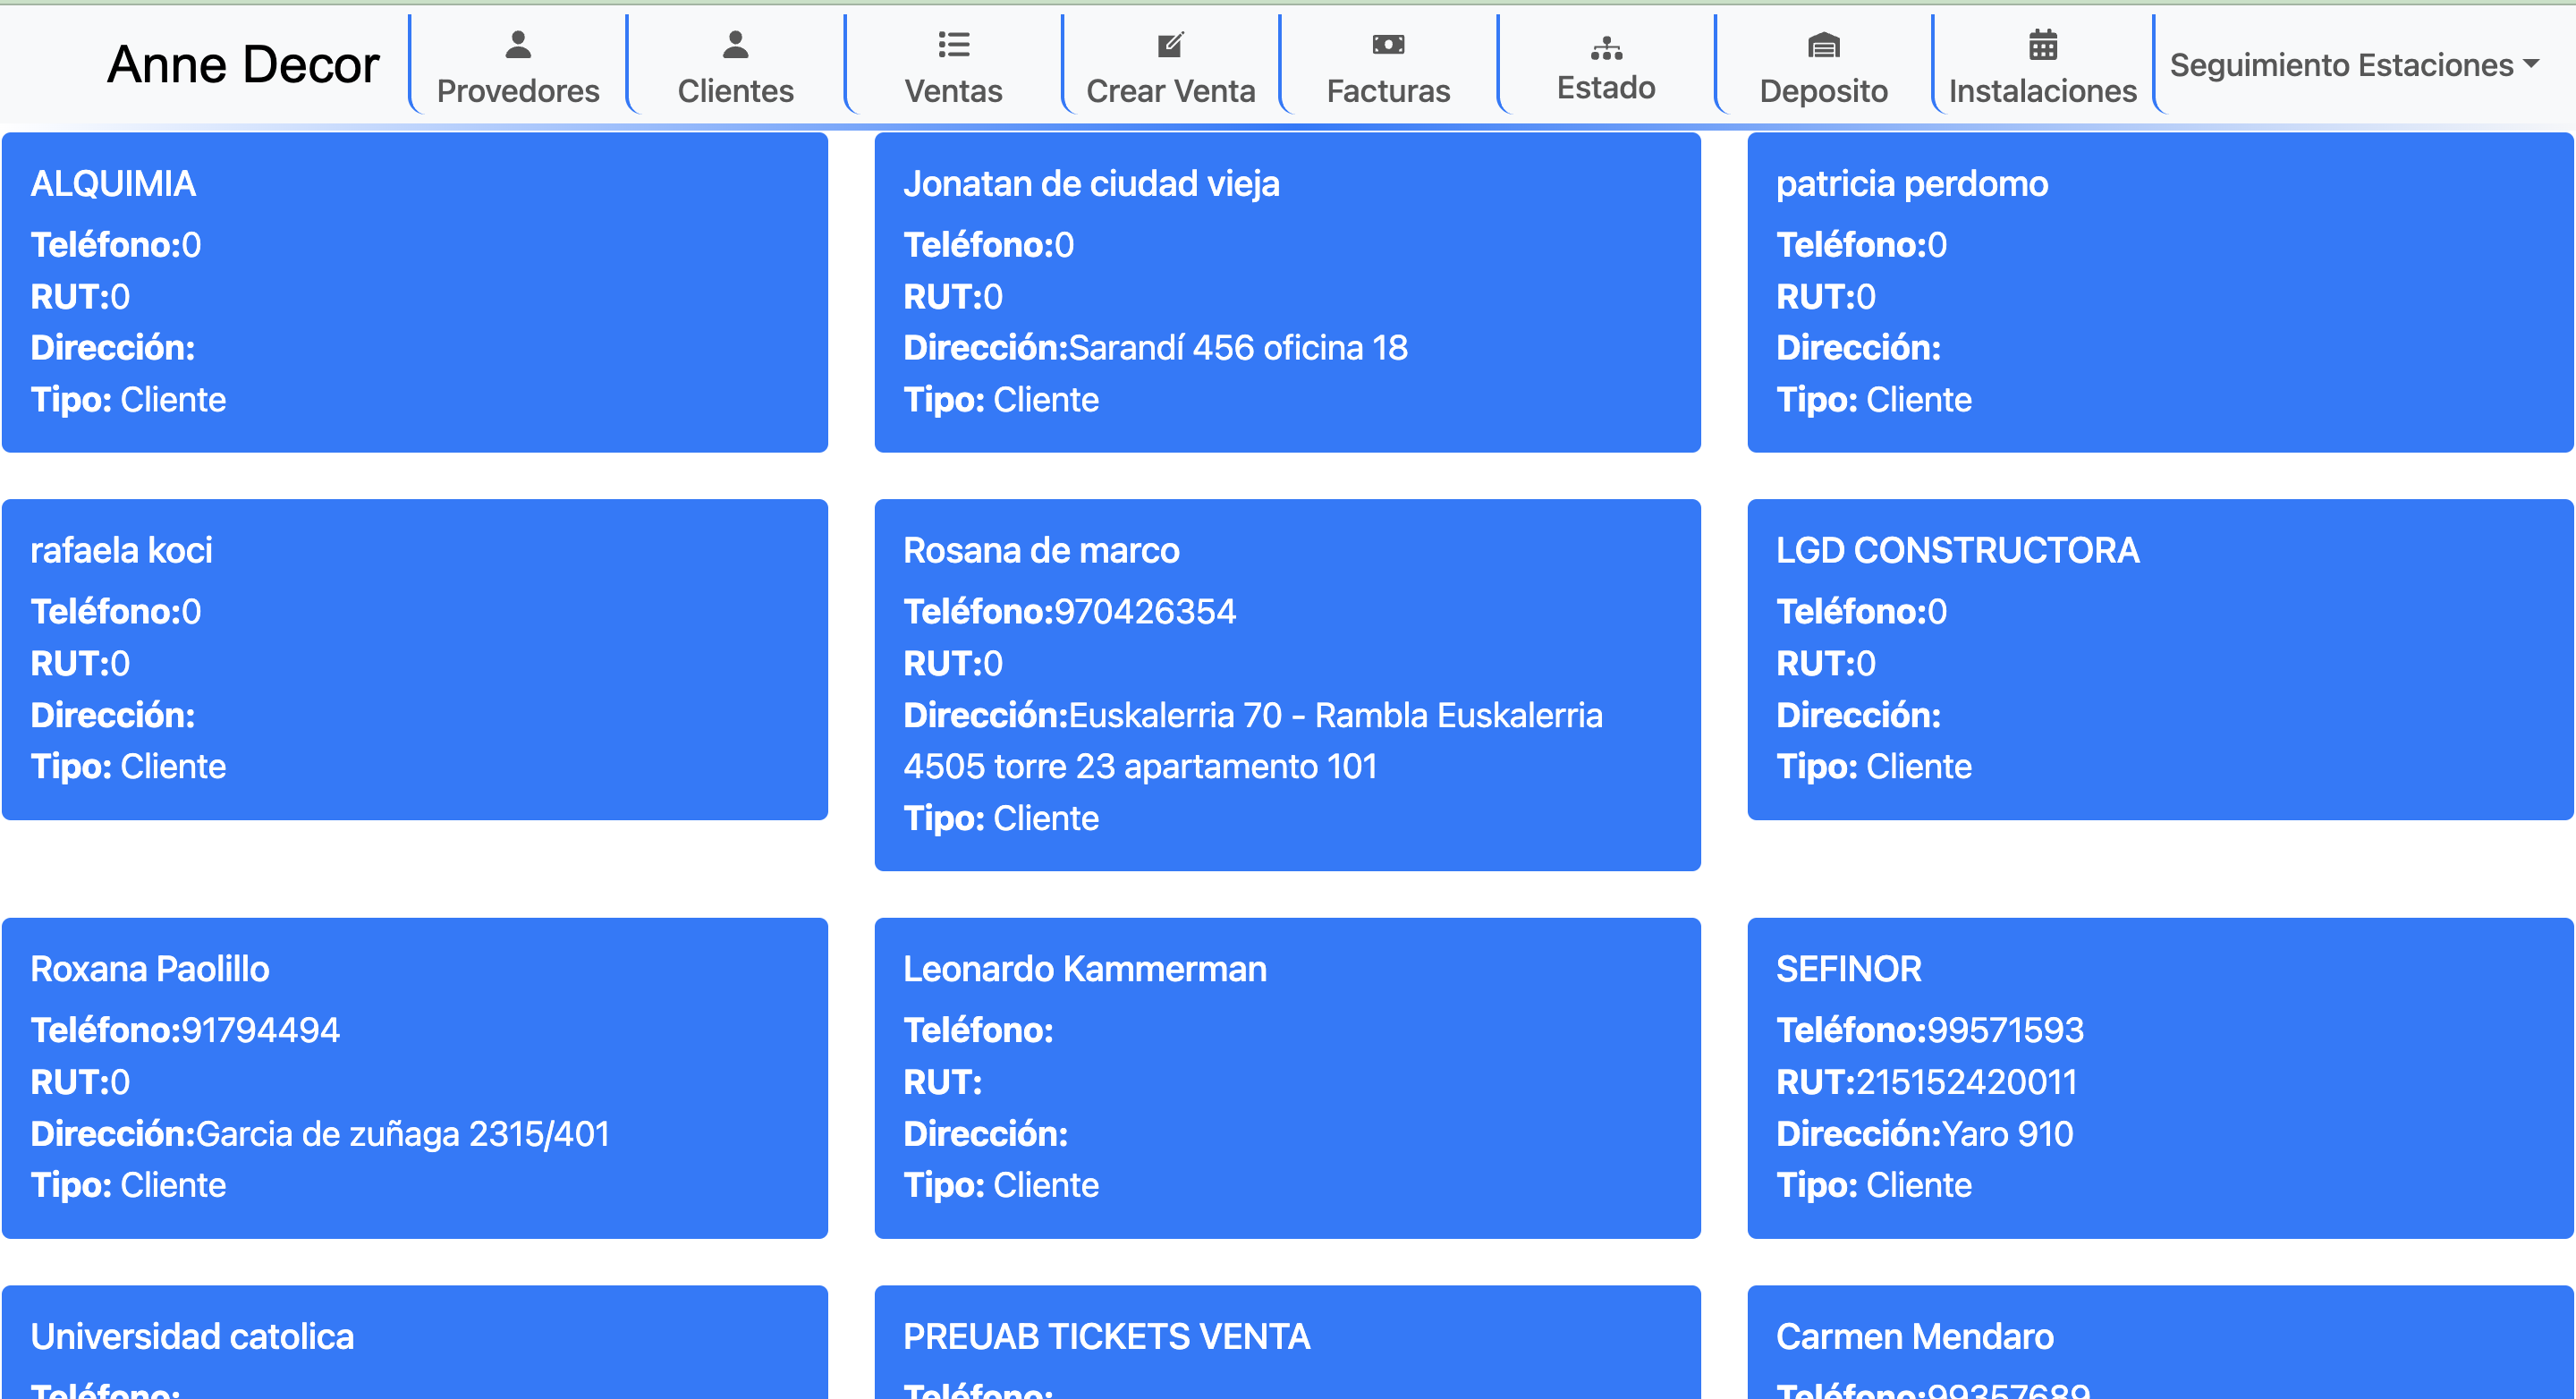 Anne Decor
Provedores
Clientes
Ventas
Crear Venta
Facturas
Estado
Deposito
Instalaciones
Seguimiento Estaciones
ALQUIMIA
Teléfono:0
RUT:0
Dirección:
Tipo: Cliente
Jonatan de ciudad vieja
Teléfono:0
RUT:0
Dirección:Sarandí 456 oficina 18
Tipo: Cliente
patricia perdomo
Teléfono:0
RUT:0
Dirección:
Tipo: Cliente
rafaela koci
Teléfono:0
RUT:0
Dirección:
Tipo: Cliente
Rosana de marco
Teléfono:970426354
RUT:0
Dirección:Euskalerria 70 - Rambla Euskalerria
4505 torre 23 apartamento 101
Tipo: Cliente
LGD CONSTRUCTORA
Teléfono:0
RUT:0
Dirección:
Tipo: Cliente
Roxana Paolillo
Teléfono:91794494
RUT:0
Dirección:Garcia de zuñaga 2315/401
Tipo: Cliente
Leonardo Kammerman
Teléfono:
RUT:
Dirección:
Tipo: Cliente
SEFINOR
Teléfono:99571593
RUT:215152420011
Dirección:Yaro 910
Tipo: Cliente
Universidad catolica
Teléfono:
PREUAB TICKETS VENTA
Teléfono:
Carmen Mendaro
Teléfono:99357689